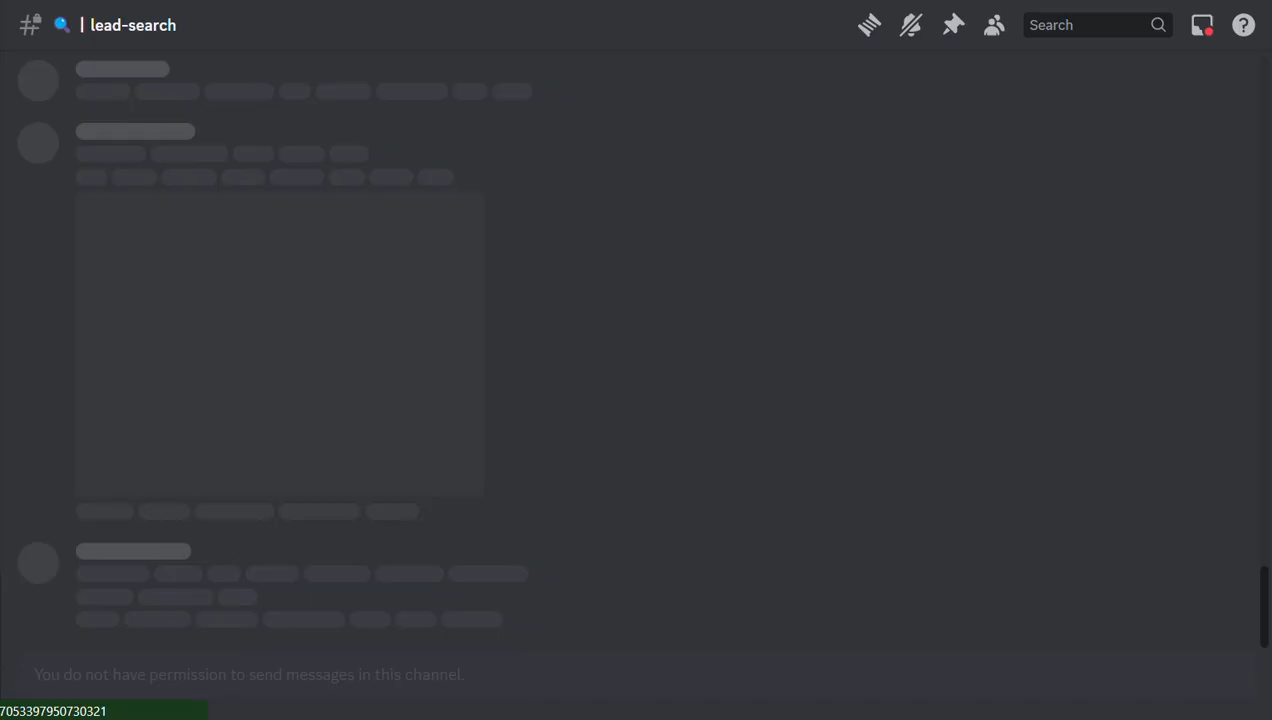 | lead-search
Search
You do not have permission to send messages in this channel.
7053397950730321